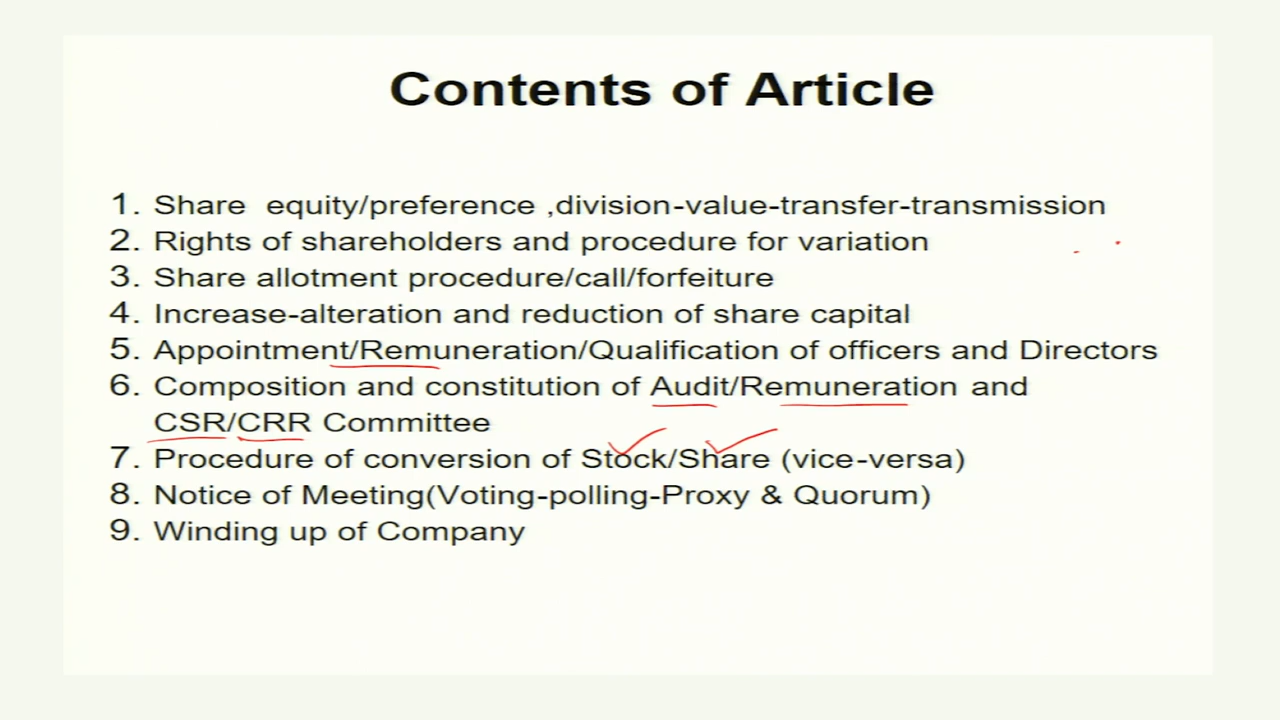 Contents of Article
1. Share equity/preference ,division-value-transfer-transmission
2. Rights of shareholders and procedure for variation
3. Share allotment procedure/call/forfeiture
4. Increase-alteration and reduction of share capital
5. Appointment/Remuneration/Qualification of officers and Directors
6. Composition and constitution of Audit/Remuneration and
CSR/CRR Committee
7. Procedure of conversion of Stock/Share (vice-versa)
8. Notice of Meeting(Voting-polling-Proxy & Quorum)
9. Winding up of Company